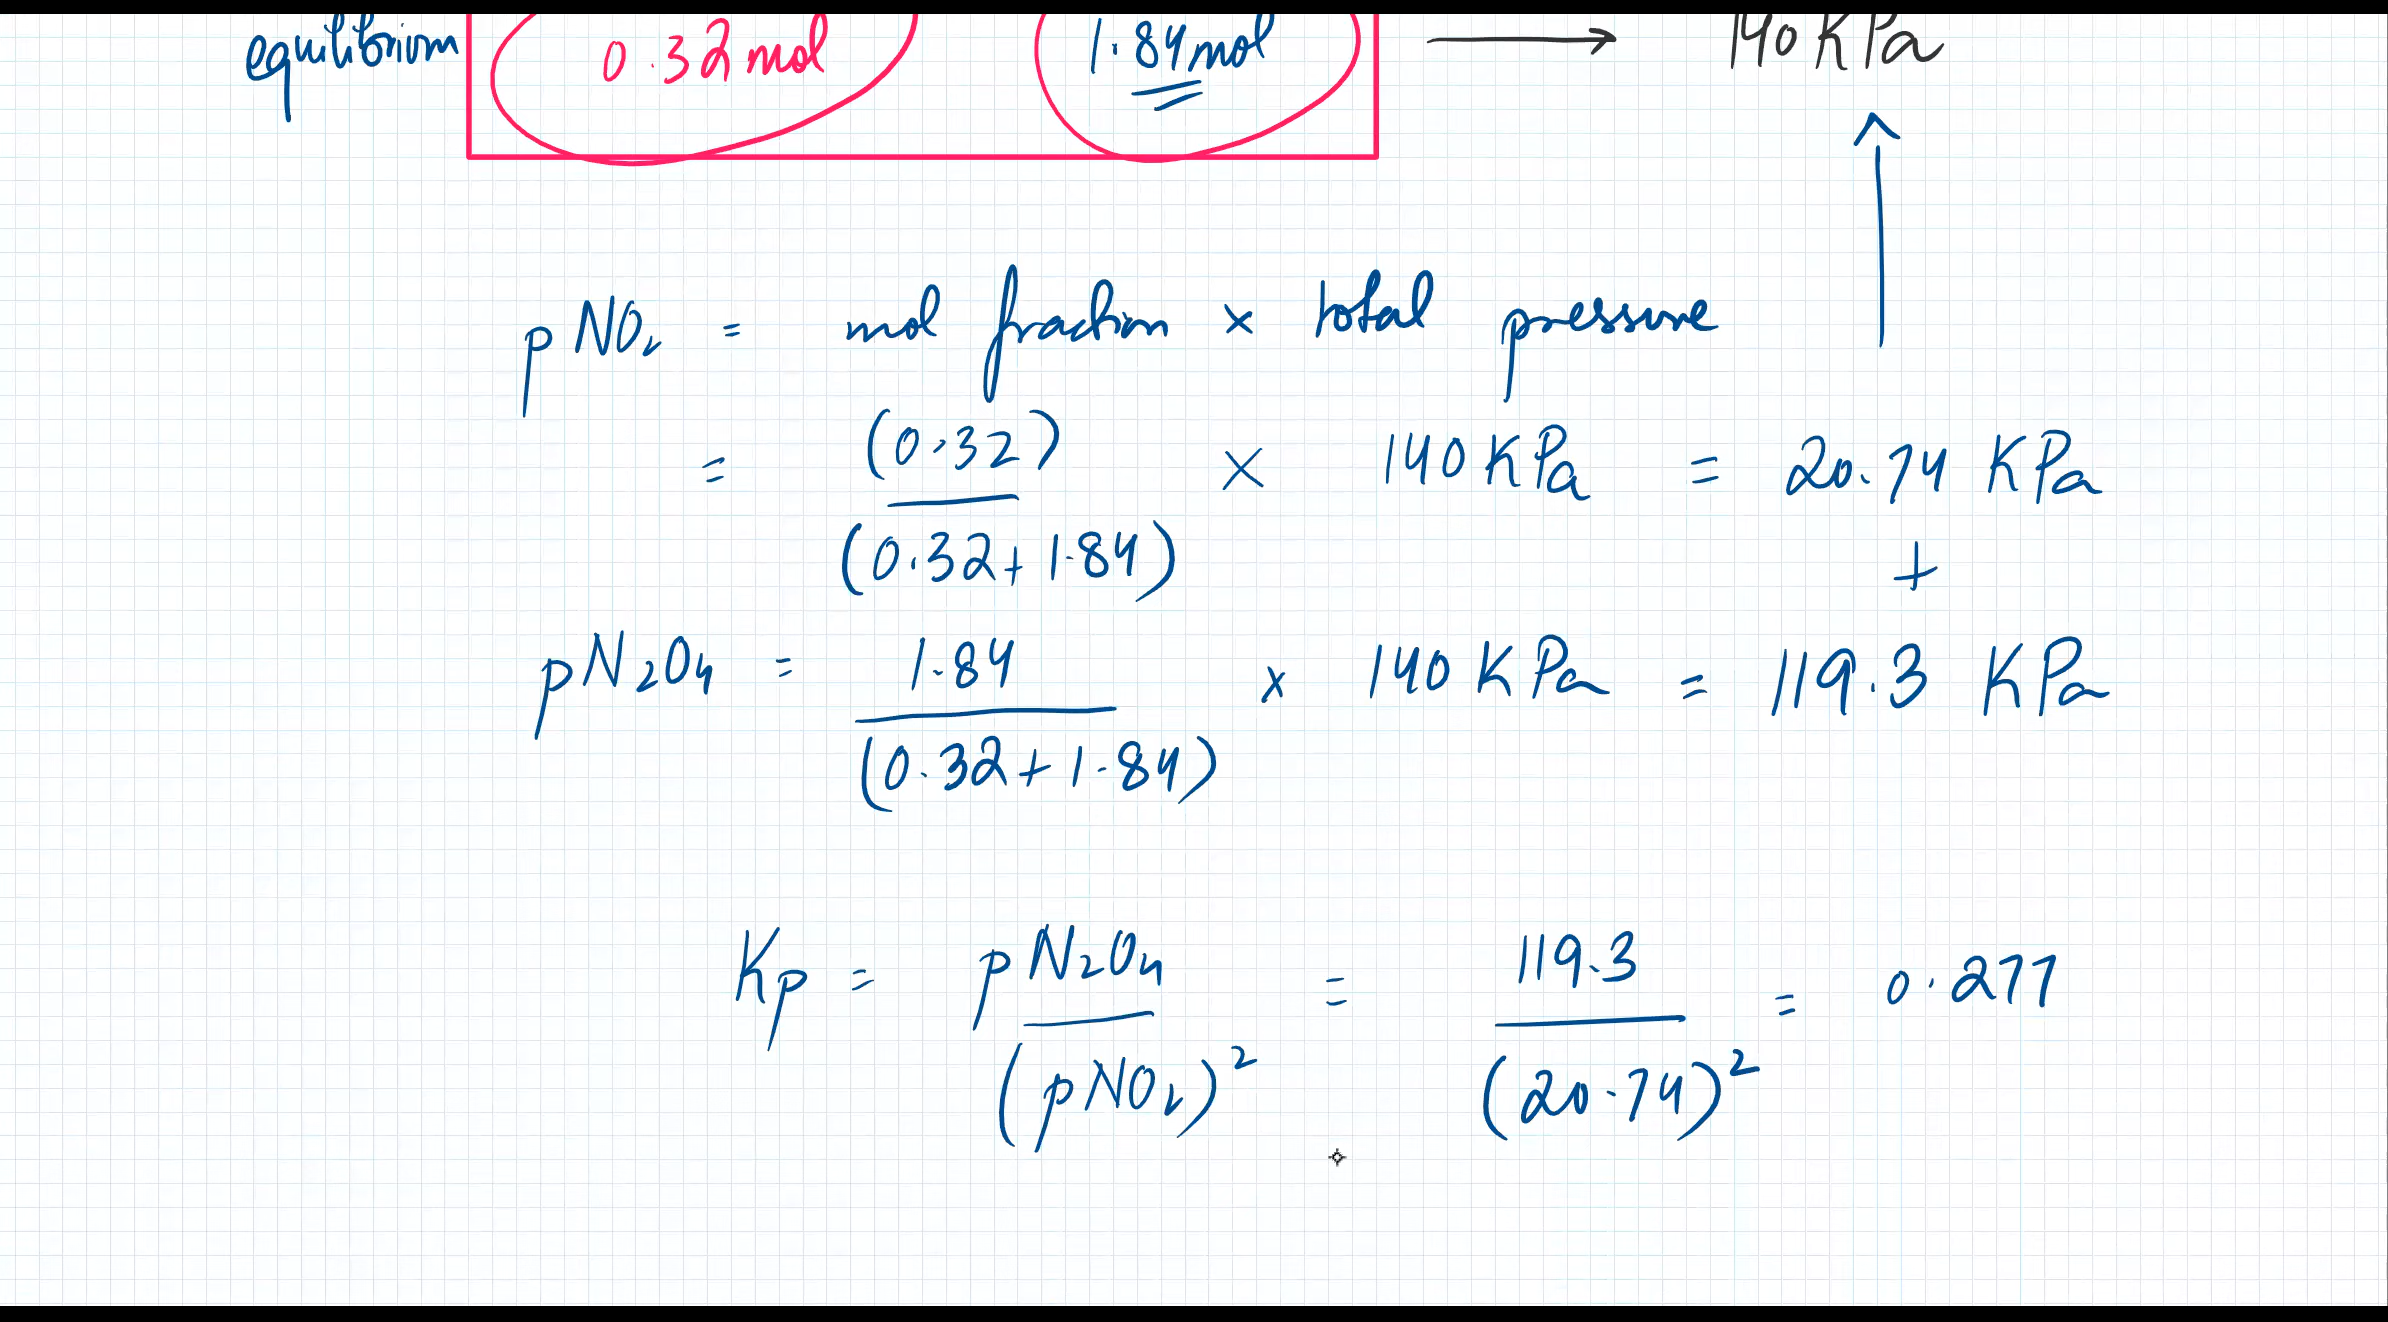 equilibrium 0.32 mol 1.84 mol → 140 KPa
pNO₂ = mol fraction × total pressure
= (0.32) / (0.32 + 1.84) × 140 KPa = 20.74 KPa
+
pN₂O₄ = 1.84 / (0.32 + 1.84) × 140 KPa = 119.3 KPa
Kp = pN₂O₄ / (pNO₂)² = 119.3 / (20.74)² = 0.277